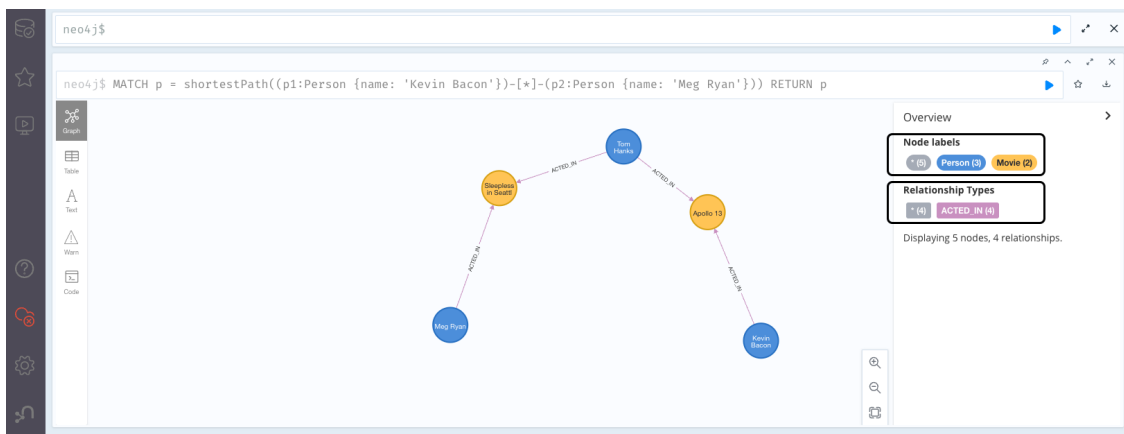 neo4j$
neo4j$ MATCH p = shortestPath((p1:Person {name: 'Kevin Bacon'})-[*]-(p2:Person {name: 'Meg Ryan'})) RETURN p
Graph
Table
Text
Warn
Code
Tom
Hanks
ACTED_IN
ACTED_IN
Sleepless
in Seattl
Apollo 13
ACTED_IN
ACTED_IN
Meg Ryan
Kevin
Bacon
Overview
Node labels
* (5) Person (3) Movie (2)
Relationship Types
* (4) ACTED_IN (4)
Displaying 5 nodes, 4 relationships.